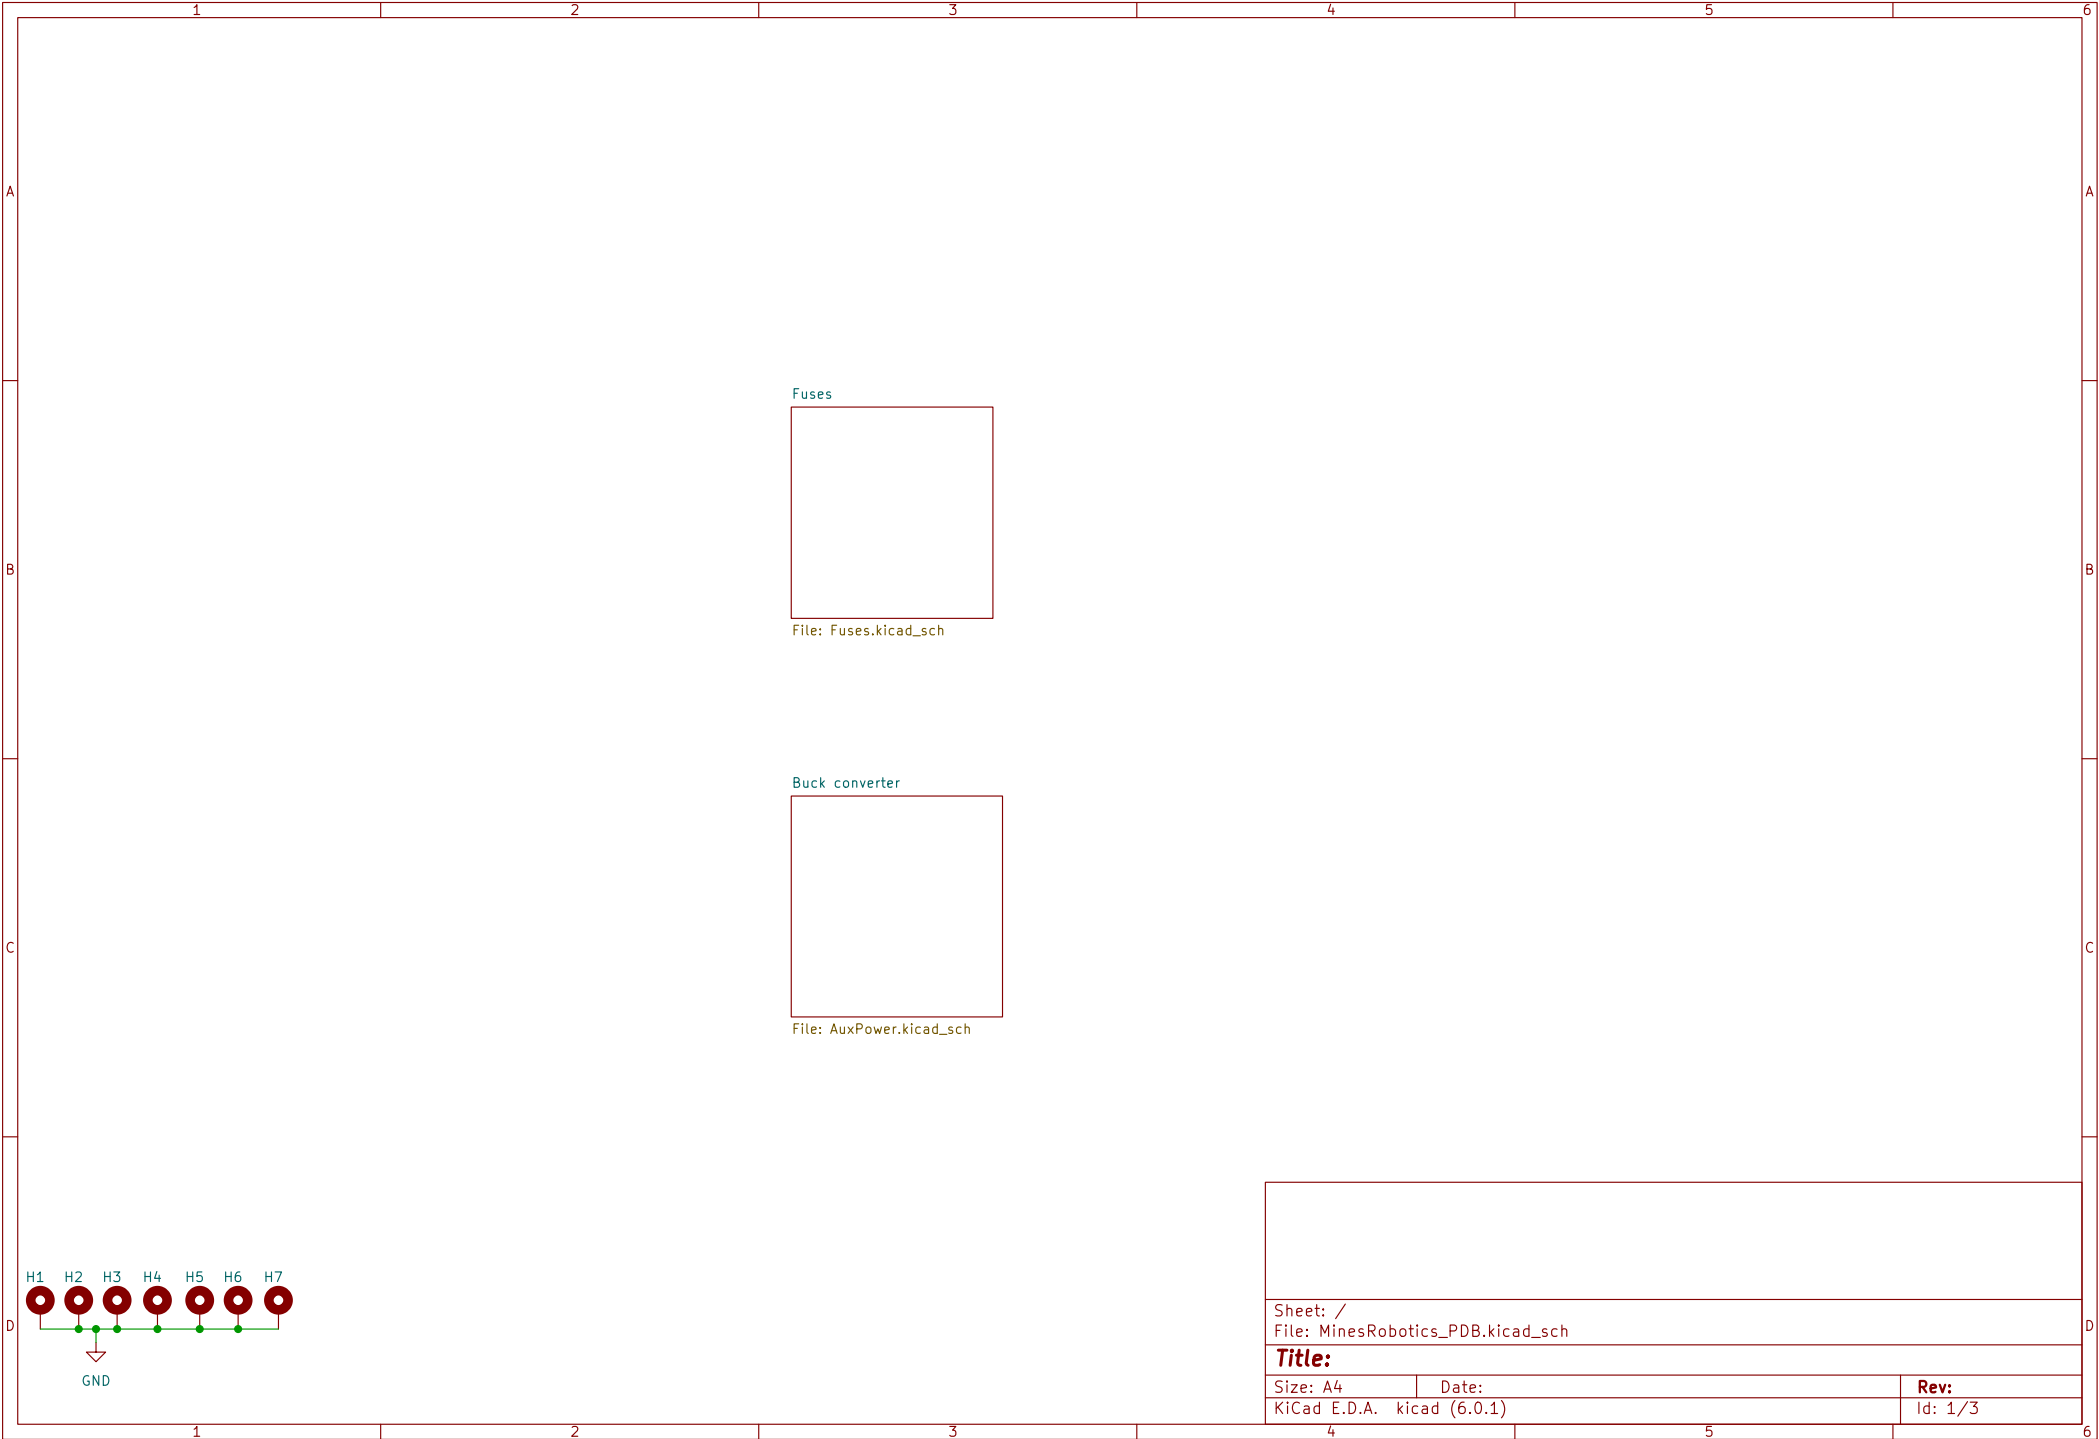 1 2 3 4 5 6
A A
Fuses
File: Fuses.kicad_sch
B B
Buck converter
C C
File: AuxPower.kicad_sch
H1 H2 H3 H4 H5 H6 H7
GND
D D
Sheet: /
File: MinesRobotics_PDB.kicad_sch
Title:
Size: A4 Date: Rev:
KiCad E.D.A. kicad (6.0.1) Id: 1/3
1 2 3 4 5 6